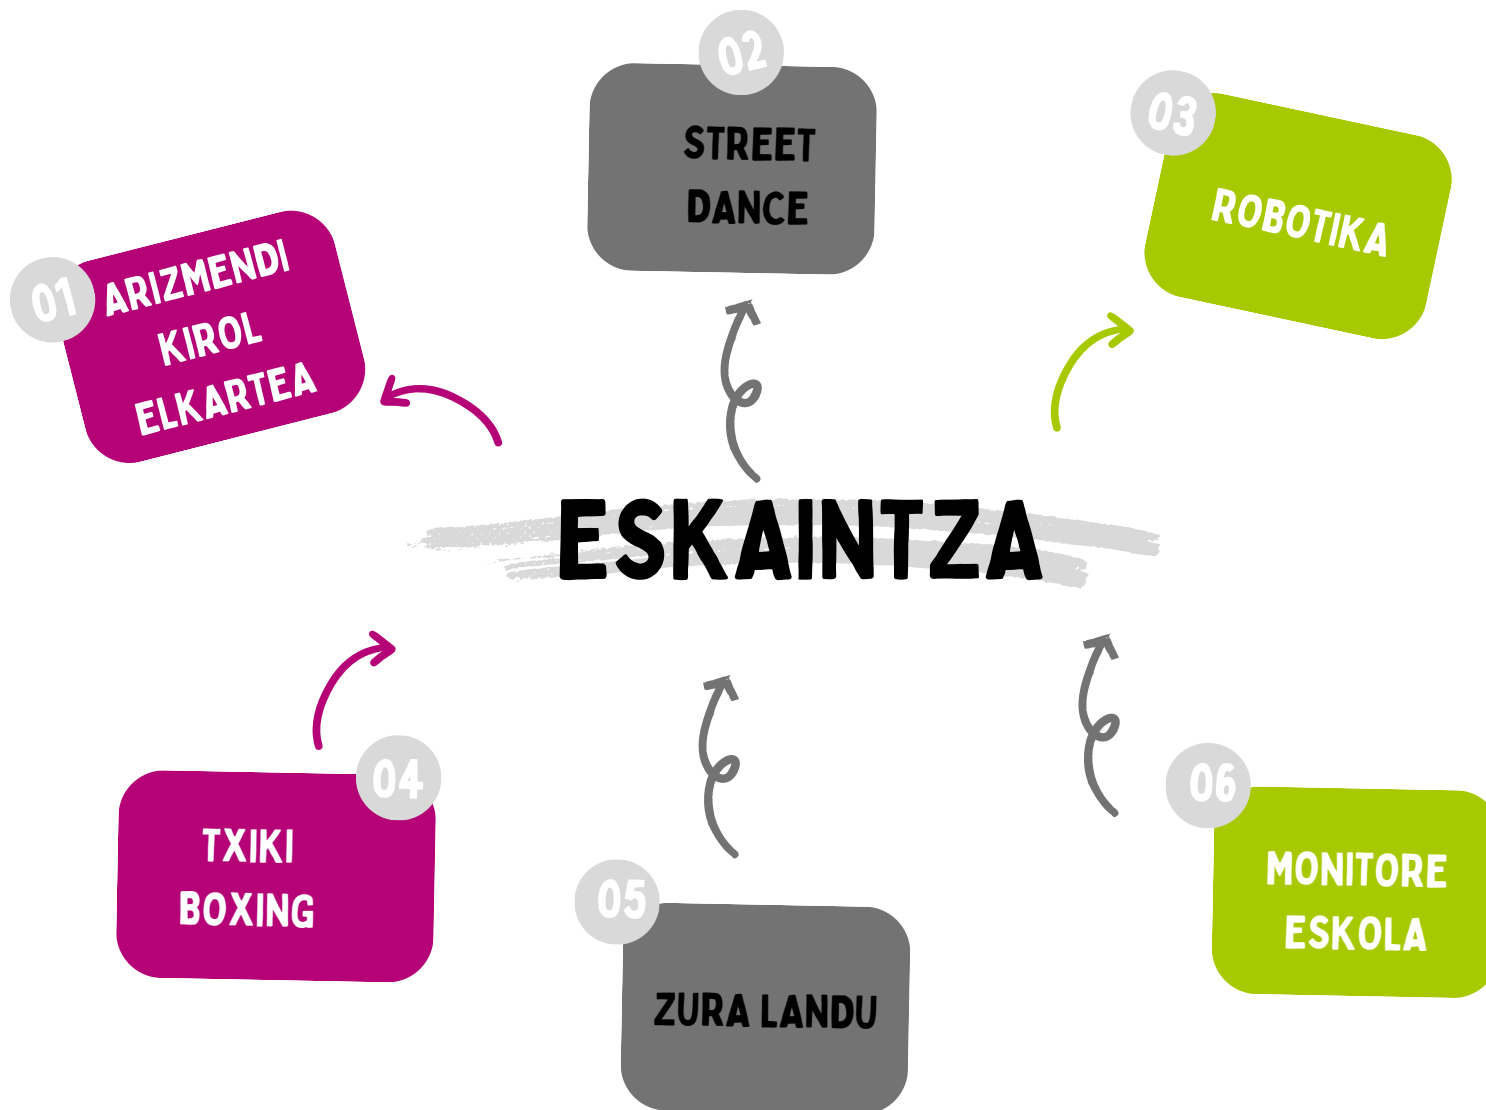 01
ARIZMENDI
KIROL
ELKARTEA
02
STREET
DANCE
03
ROBOTIKA
ESKAINTZA
04
TXIKI
BOXING
05
ZURA LANDU
06
MONITORE
ESKOLA